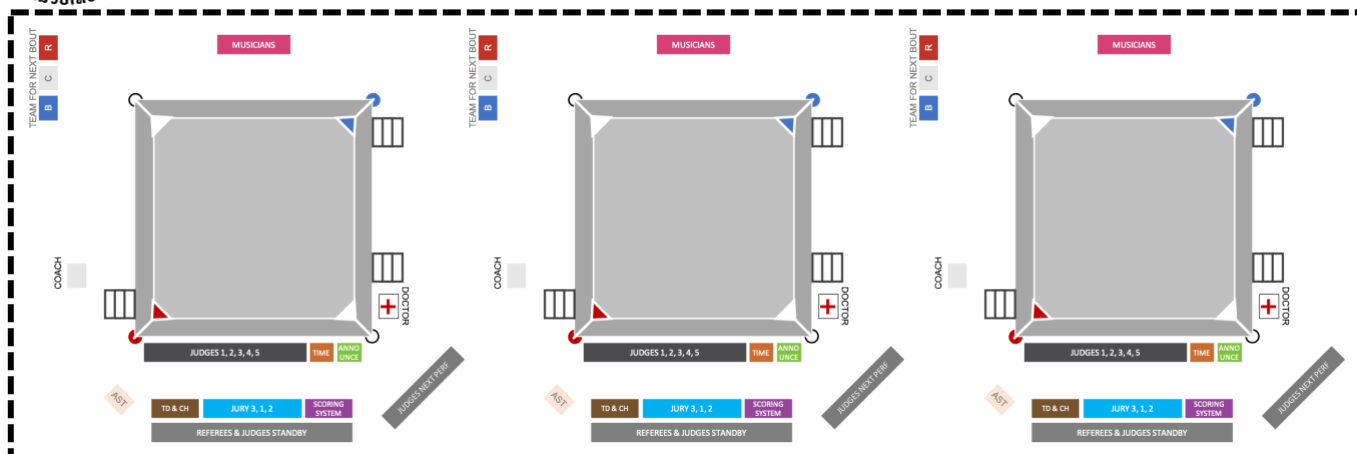 MUSICIANS
TEAM FOR NEXT BOUT
R
C
B
COACH
DOCTOR
JUDGES 1, 2, 3, 4, 5
TIME
ANNO
UNCE
AST
TD & CH
JURY 3, 1, 2
SCORING
SYSTEM
JUDGES NEXT PERF
REFEREES & JUDGES STANDBY
MUSICIANS
TEAM FOR NEXT BOUT
R
C
B
COACH
DOCTOR
JUDGES 1, 2, 3, 4, 5
TIME
ANNO
UNCE
AST
TD & CH
JURY 3, 1, 2
SCORING
SYSTEM
JUDGES NEXT PERF
REFEREES & JUDGES STANDBY
MUSICIANS
TEAM FOR NEXT BOUT
R
C
B
COACH
DOCTOR
JUDGES 1, 2, 3, 4, 5
TIME
ANNO
UNCE
AST
TD & CH
JURY 3, 1, 2
SCORING
SYSTEM
JUDGES NEXT PERF
REFEREES & JUDGES STANDBY